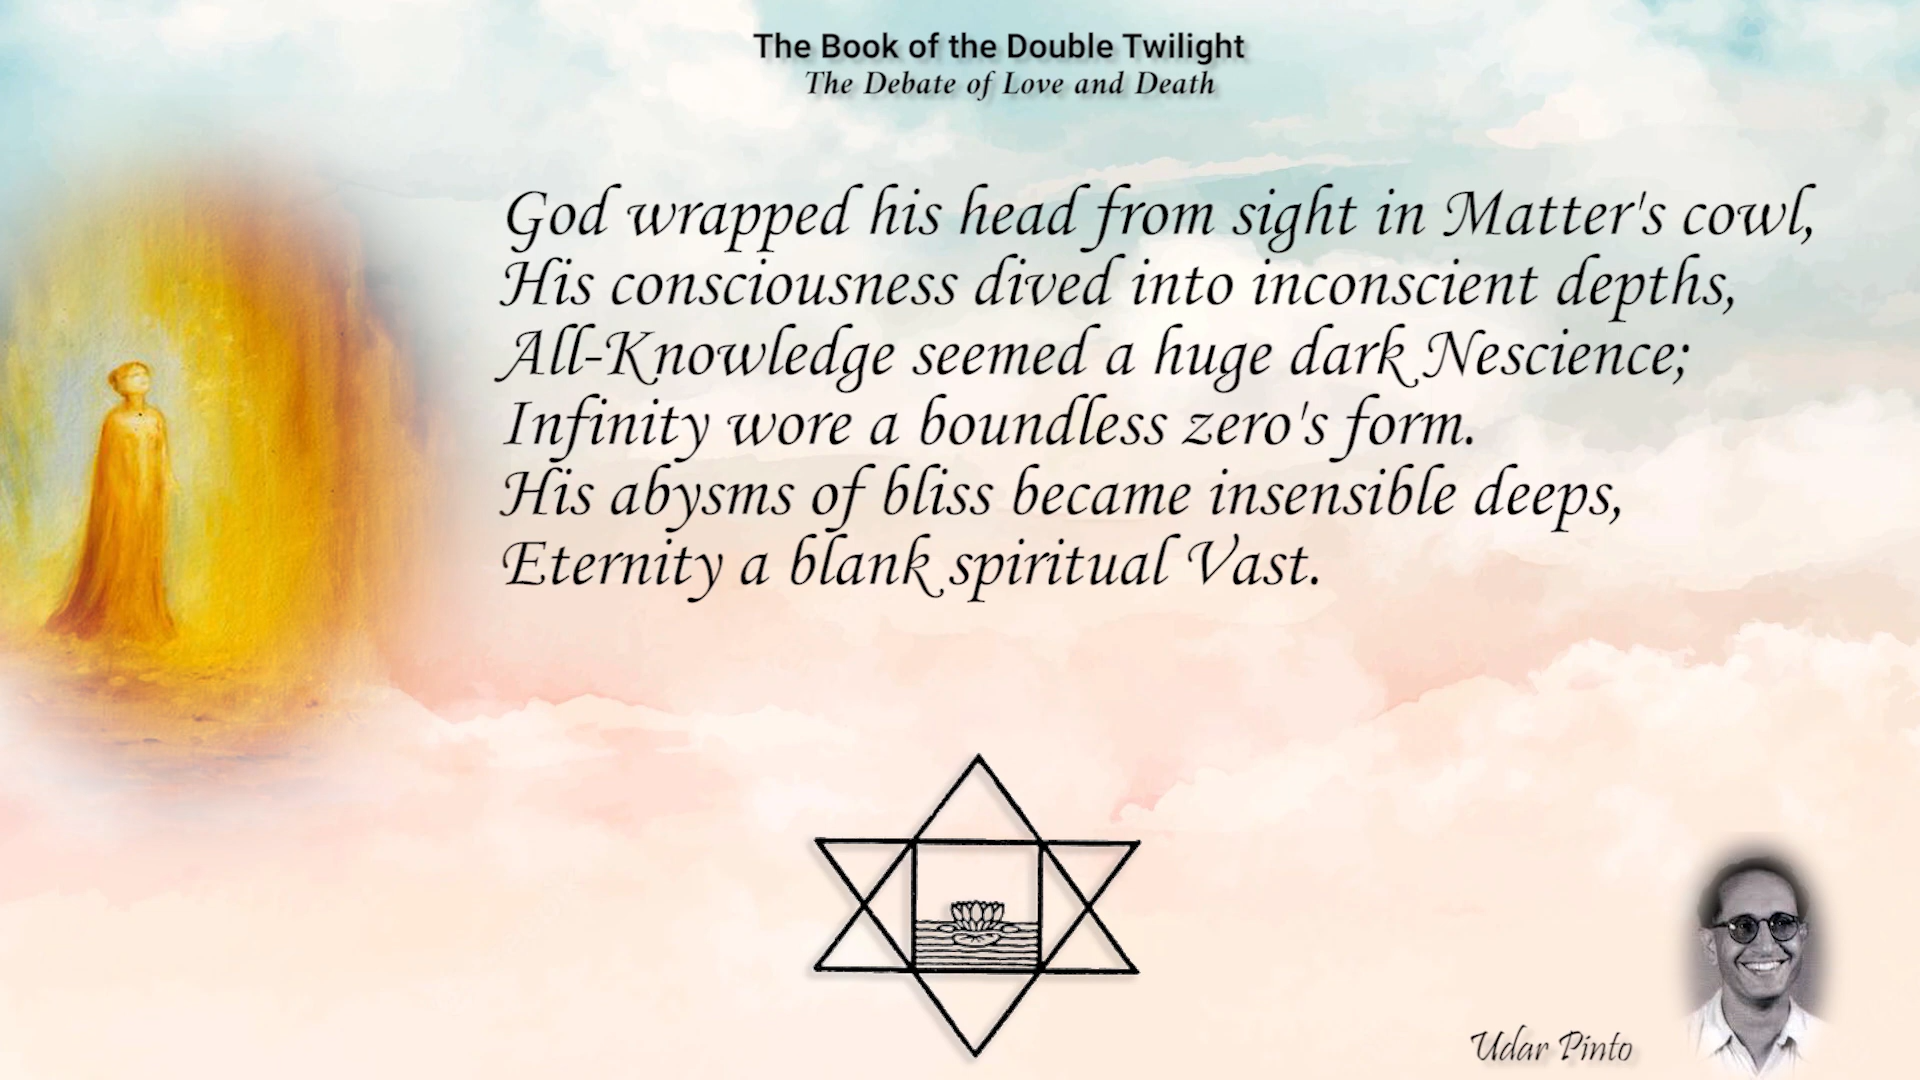 The Book of the Double Twilight
The Debate of Love and Death
God wrapped his head from sight in Matter's cowl,
His consciousness dived into inconscient depths,
All-Knowledge seemed a huge dark Nescience;
Infinity wore a boundless zero's form.
His abysms of bliss became insensible deeps,
Eternity a blank spiritual Vast.
Udar Pinto